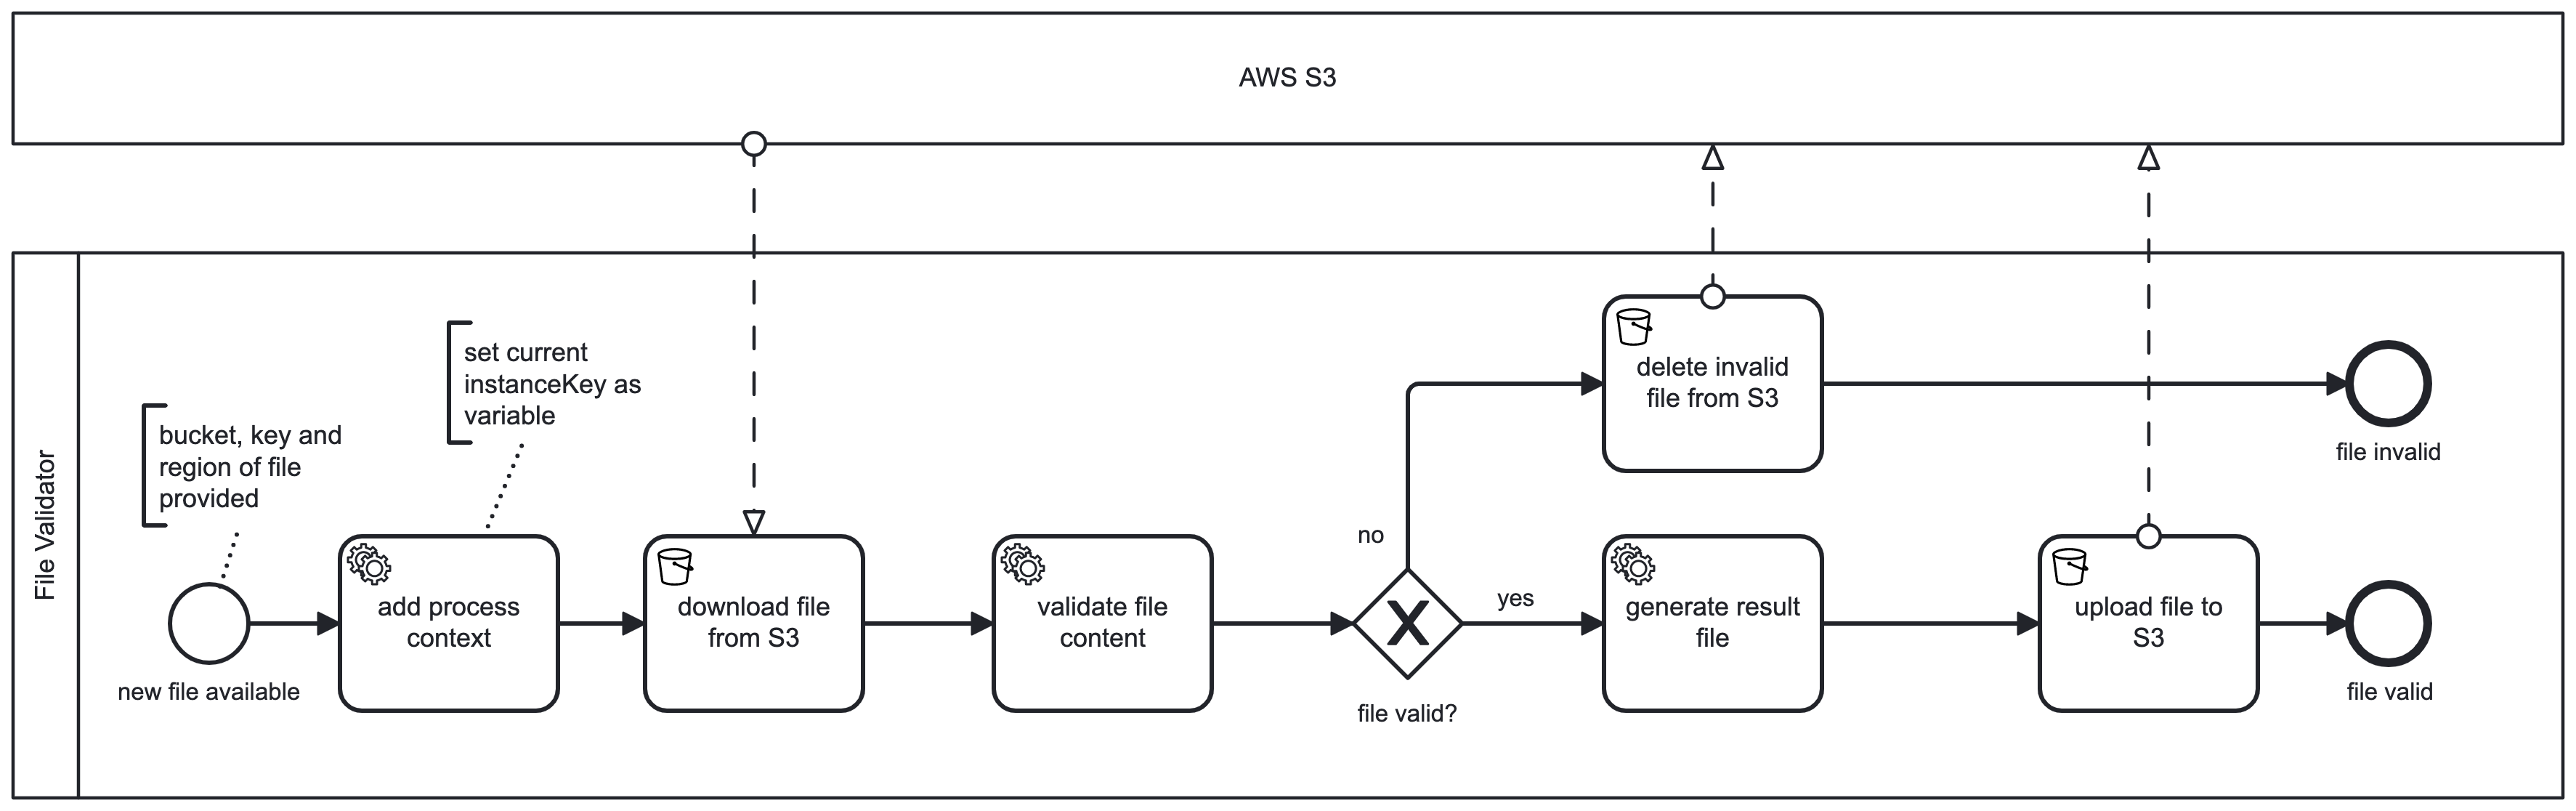 AWS S3
File Validator
bucket, key and
region of file
provided
set current
instanceKey as
variable
new file available
add process
context
download file
from S3
validate file
content
file valid?
no
yes
delete invalid
file from S3
file invalid
generate result
file
upload file to
S3
file valid